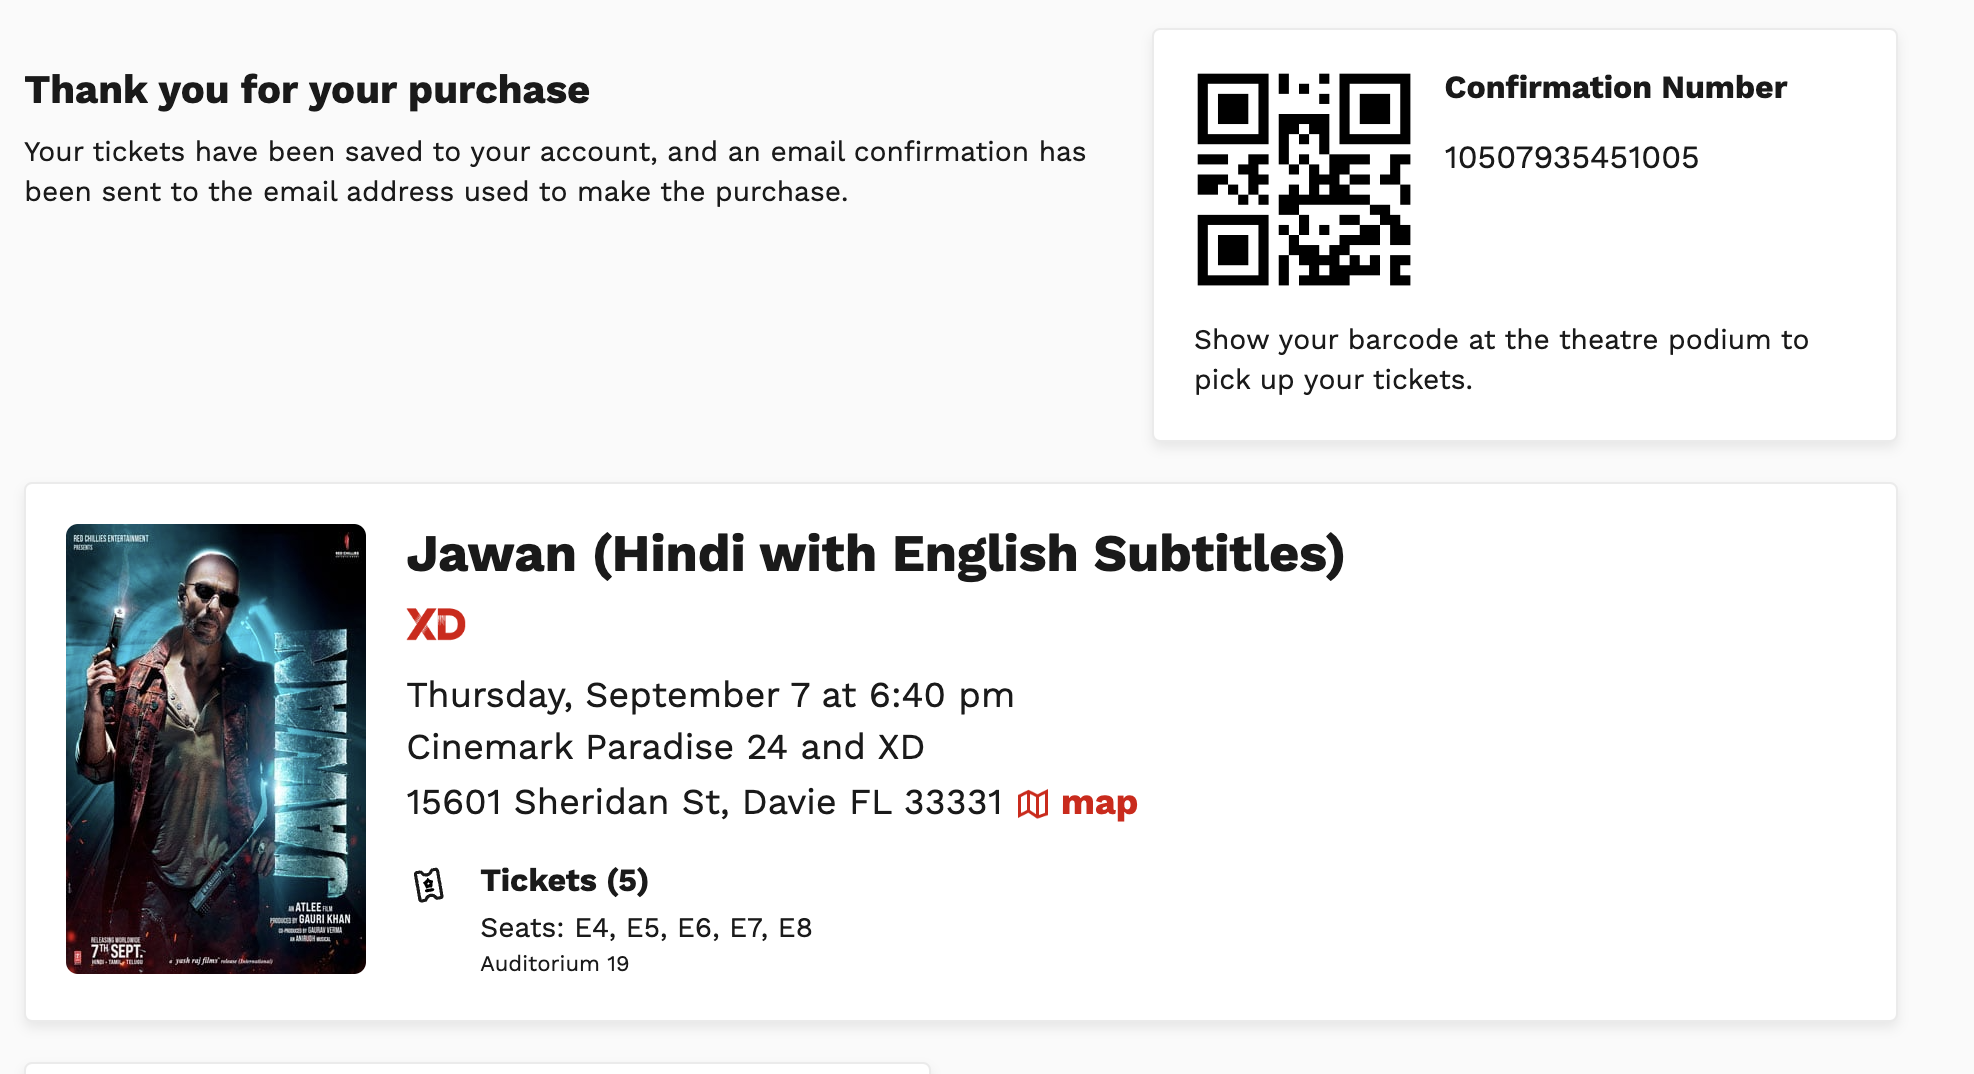 Thank you for your purchase
Your tickets have been saved to your account, and an email confirmation has
been sent to the email address used to make the purchase.
Confirmation Number
10507935451005
Show your barcode at the theatre podium to
pick up your tickets.
RED CHILLIES ENTERTAINMENT
PRESENTS
RED CHILLIES
ENTERTAINMENT
JAWAN
AN ATLEE FILM
PRODUCED BY GAURI KHAN
CO-PRODUCED BY GAURAV VERMA
AN ANIRUDH MUSICAL
RELEASING WORLDWIDE
7TH SEPT.
HINDI - TAMIL - TELUGU
a yash raj films' release (International)
Jawan (Hindi with English Subtitles)
XD
Thursday, September 7 at 6:40 pm
Cinemark Paradise 24 and XD
15601 Sheridan St, Davie FL 33331 map
Tickets (5)
Seats: E4, E5, E6, E7, E8
Auditorium 19